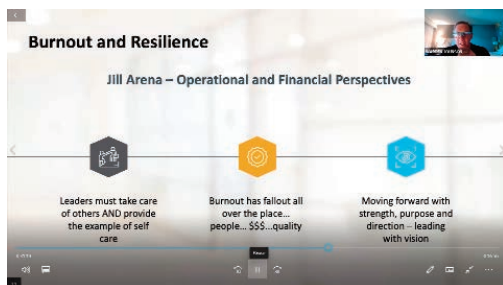 Burnout and Resilience
Jill Arena – Operational and Financial Perspectives
Leaders must take care
of others AND provide
the example of self
care
Burnout has fallout all
over the place...
people... $$$...quality
Moving forward with
strength, purpose and
direction – leading
with vision